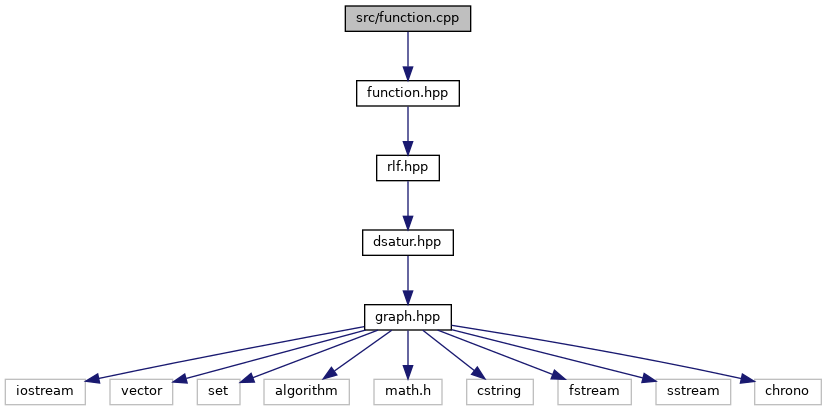 src/function.cpp
function.hpp
rlf.hpp
dsatur.hpp
graph.hpp
iostream vector set algorithm math.h cstring fstream sstream chrono